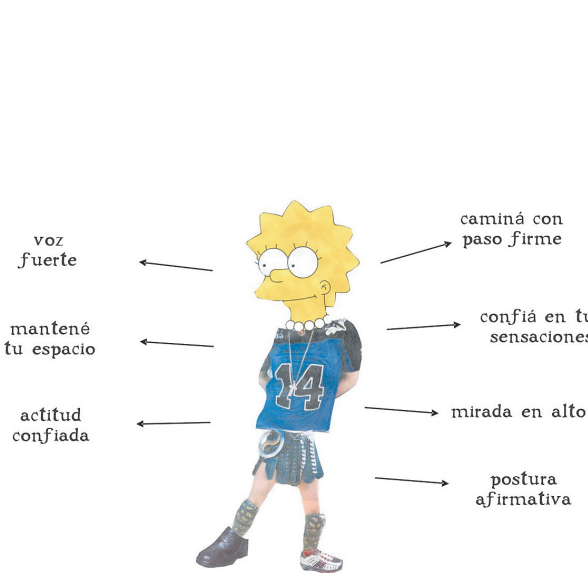 voz
fuerte
mantené
tu espacio
actitud
confiada
caminá con
paso firme
confiá en tu
sensaciones
mirada en alto
postura
afirmativa
14